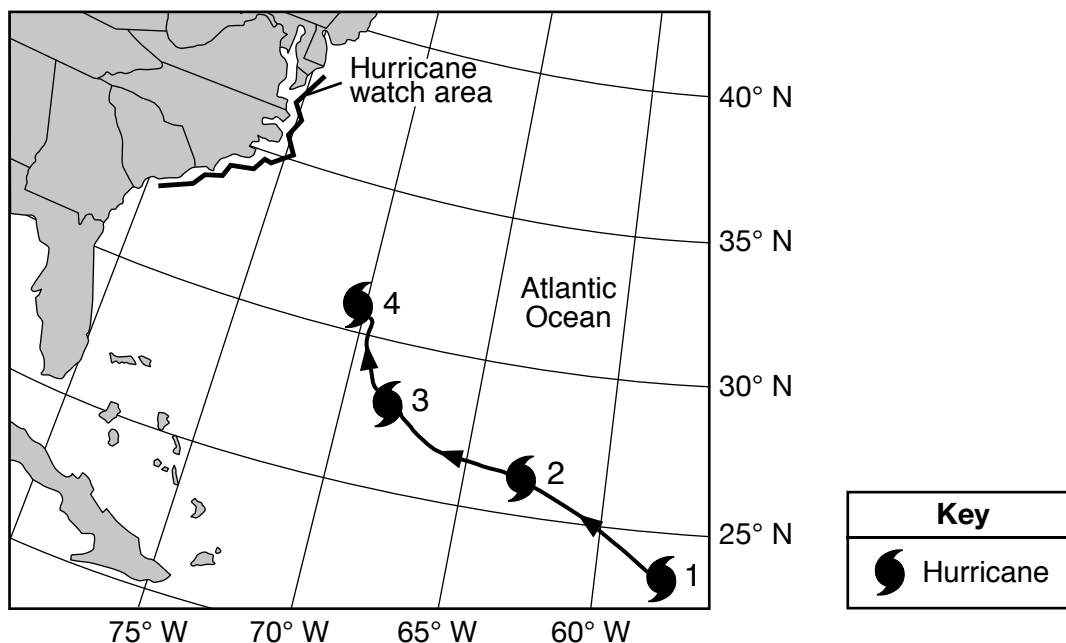 Hurricane
watch area
40° N
35° N
Atlantic
Ocean
4
30° N
3
2
25° N
1
75° W
70° W
65° W
60° W
Key
Hurricane